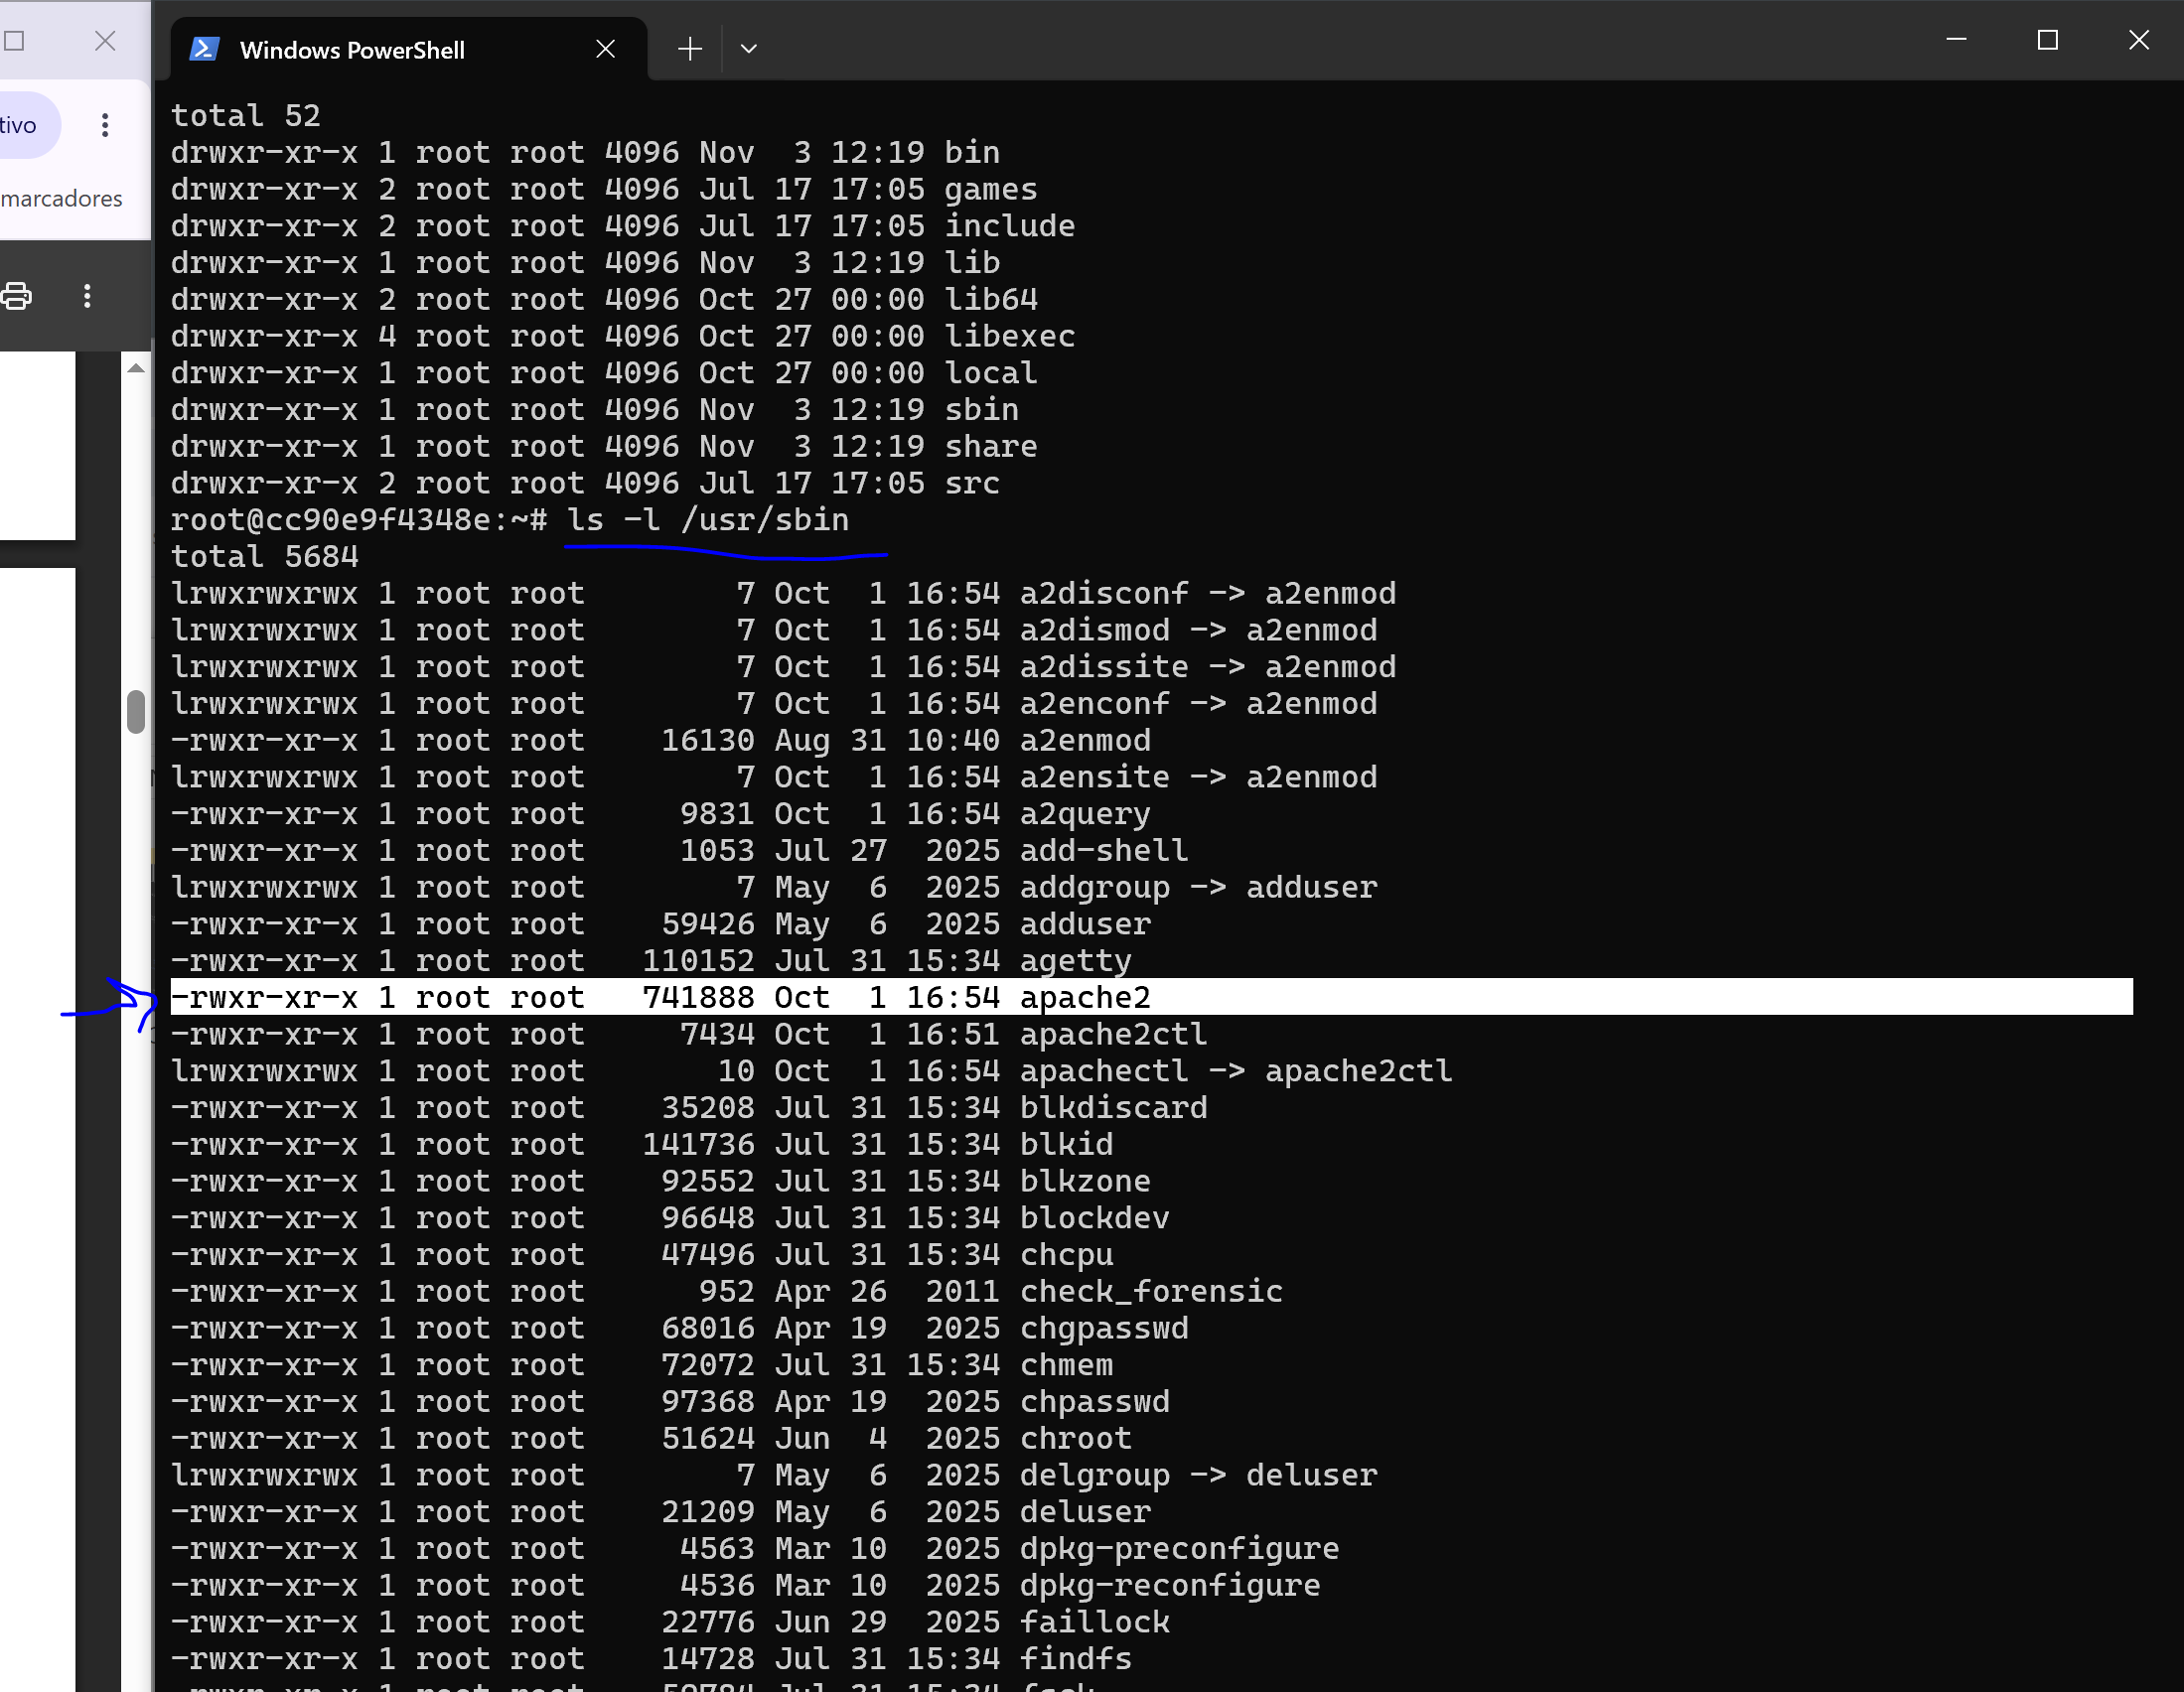 Windows PowerShell
tivo
marcadores
total 52
drwxr-xr-x 1 root root 4096 Nov  3 12:19 bin
drwxr-xr-x 2 root root 4096 Jul 17 17:05 games
drwxr-xr-x 2 root root 4096 Jul 17 17:05 include
drwxr-xr-x 1 root root 4096 Nov  3 12:19 lib
drwxr-xr-x 2 root root 4096 Oct 27 00:00 lib64
drwxr-xr-x 4 root root 4096 Oct 27 00:00 libexec
drwxr-xr-x 1 root root 4096 Oct 27 00:00 local
drwxr-xr-x 1 root root 4096 Nov  3 12:19 sbin
drwxr-xr-x 1 root root 4096 Nov  3 12:19 share
drwxr-xr-x 2 root root 4096 Jul 17 17:05 src
root@cc90e9f4348e:~# ls -l /usr/sbin
total 5684
lrwxrwxrwx 1 root root        7 Oct  1 16:54 a2disconf -> a2enmod
lrwxrwxrwx 1 root root        7 Oct  1 16:54 a2dismod -> a2enmod
lrwxrwxrwx 1 root root        7 Oct  1 16:54 a2dissite -> a2enmod
lrwxrwxrwx 1 root root        7 Oct  1 16:54 a2enconf -> a2enmod
-rwxr-xr-x 1 root root    16130 Aug 31 10:40 a2enmod
lrwxrwxrwx 1 root root        7 Oct  1 16:54 a2ensite -> a2enmod
-rwxr-xr-x 1 root root     9831 Oct  1 16:54 a2query
-rwxr-xr-x 1 root root     1053 Jul 27  2025 add-shell
lrwxrwxrwx 1 root root        7 May  6  2025 addgroup -> adduser
-rwxr-xr-x 1 root root    59426 May  6  2025 adduser
-rwxr-xr-x 1 root root   110152 Jul 31 15:34 agetty
-rwxr-xr-x 1 root root   741888 Oct  1 16:54 apache2
-rwxr-xr-x 1 root root     7434 Oct  1 16:51 apache2ctl
lrwxrwxrwx 1 root root       10 Oct  1 16:54 apachectl -> apache2ctl
-rwxr-xr-x 1 root root    35208 Jul 31 15:34 blkdiscard
-rwxr-xr-x 1 root root   141736 Jul 31 15:34 blkid
-rwxr-xr-x 1 root root    92552 Jul 31 15:34 blkzone
-rwxr-xr-x 1 root root    96648 Jul 31 15:34 blockdev
-rwxr-xr-x 1 root root    47496 Jul 31 15:34 chcpu
-rwxr-xr-x 1 root root      952 Apr 26  2011 check_forensic
-rwxr-xr-x 1 root root    68016 Apr 19  2025 chgpasswd
-rwxr-xr-x 1 root root    72072 Jul 31 15:34 chmem
-rwxr-xr-x 1 root root    97368 Apr 19  2025 chpasswd
-rwxr-xr-x 1 root root    51624 Jun  4  2025 chroot
lrwxrwxrwx 1 root root        7 May  6  2025 delgroup -> deluser
-rwxr-xr-x 1 root root    21209 May  6  2025 deluser
-rwxr-xr-x 1 root root     4563 Mar 10  2025 dpkg-preconfigure
-rwxr-xr-x 1 root root     4536 Mar 10  2025 dpkg-reconfigure
-rwxr-xr-x 1 root root    22776 Jun 29  2025 faillock
-rwxr-xr-x 1 root root    14728 Jul 31 15:34 findfs